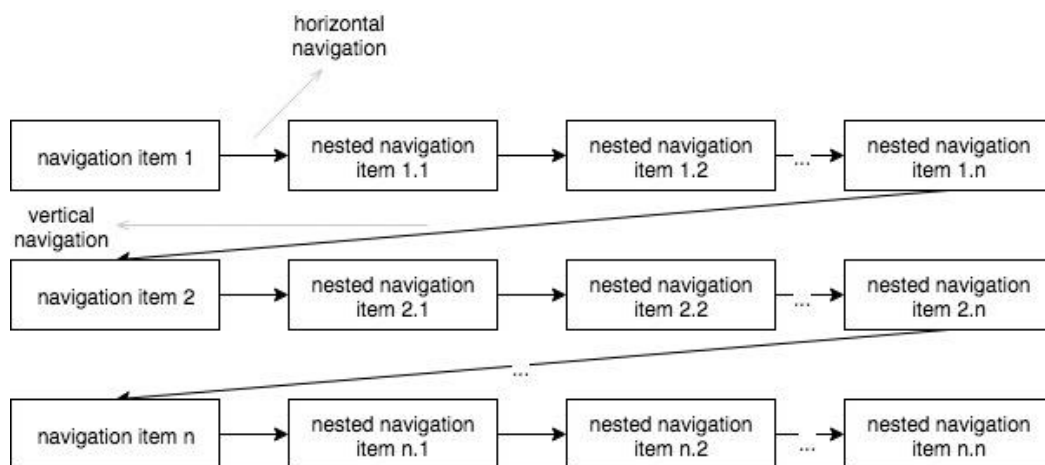 horizontal
navigation
navigation item 1
nested navigation
item 1.1
nested navigation
item 1.2
...
nested navigation
item 1.n
vertical
navigation
navigation item 2
nested navigation
item 2.1
nested navigation
item 2.2
...
nested navigation
item 2.n
...
navigation item n
nested navigation
item n.1
nested navigation
item n.2
...
nested navigation
item n.n